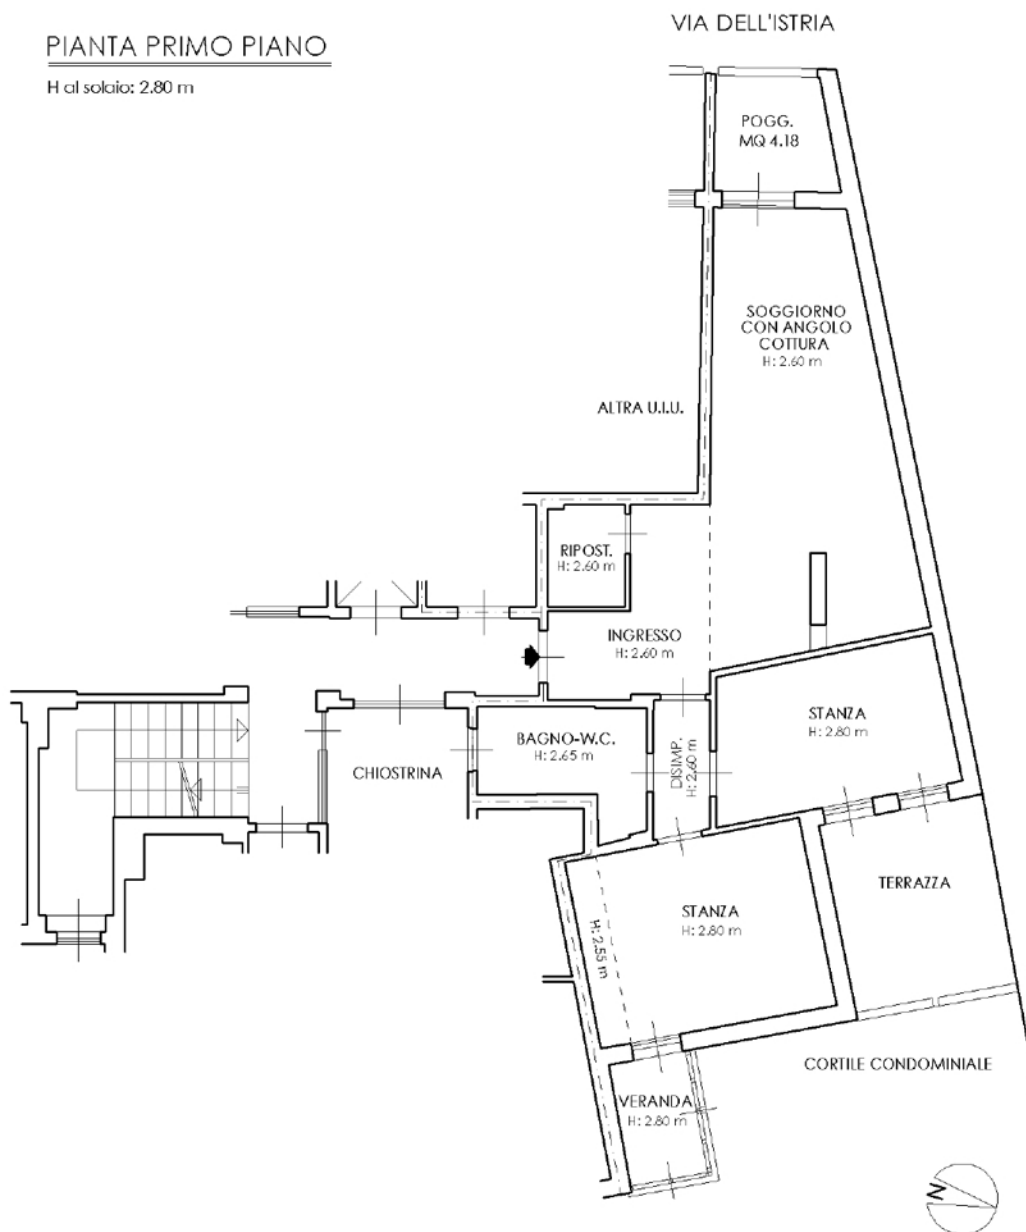 VIA DELL'ISTRIA
PIANTA PRIMO PIANO
H al solaio: 2.80 m
POGG.
MQ 4.18
SOGGIORNO
CON ANGOLO
COTTURA
H: 2.60 m
ALTRA U.I.U.
RIPOST.
H: 2.60 m
INGRESSO
H: 2.60 m
STANZA
H: 2.80 m
BAGNO-W.C.
H: 2.65 m
DISIMP.
H: 2.60 m
CHIOSTRINA
TERRAZZA
STANZA
H: 2.80 m
H: 2.55 m
CORTILE CONDOMINIALE
VERANDA
H: 2.80 m
N